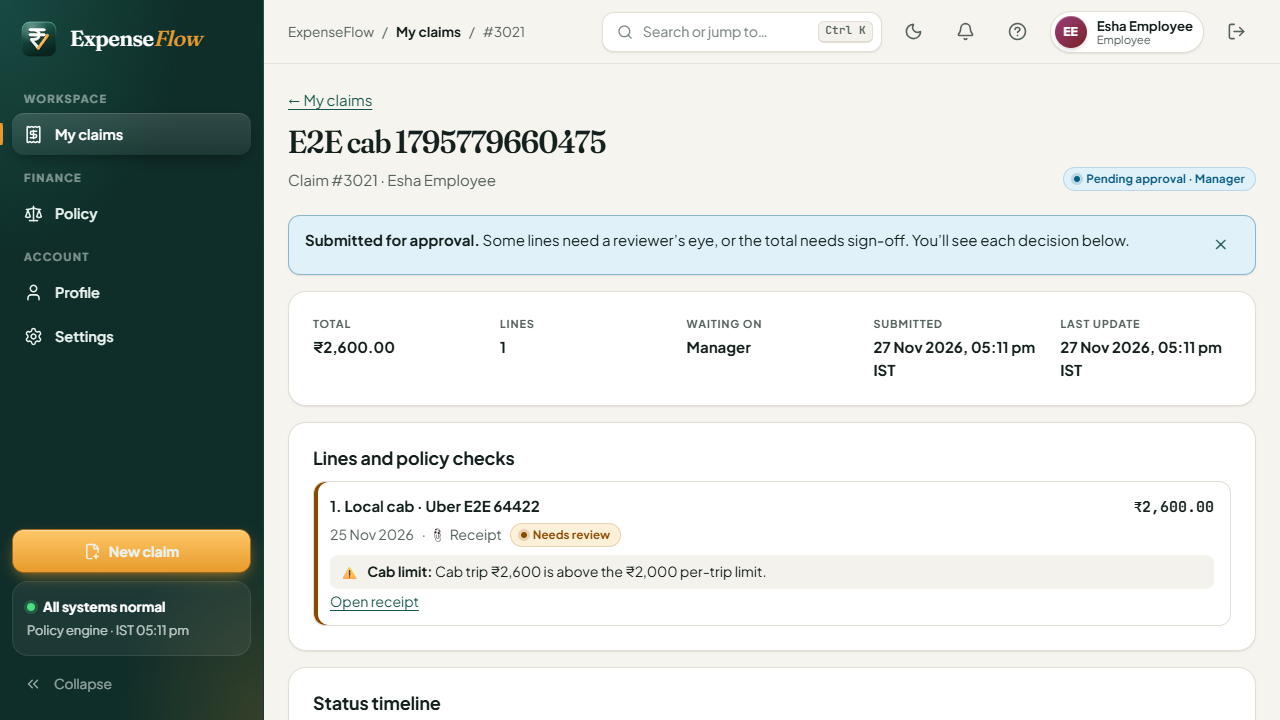 ExpenseFlow
WORKSPACE
My claims
FINANCE
Policy
ACCOUNT
Profile
Settings
New claim
All systems normal
Policy engine · IST 05:11 pm
Collapse
ExpenseFlow / My claims / #3021
Search or jump to…
Ctrl K
EE
Esha Employee
Employee
← My claims
E2E cab 1795779660475
Claim #3021 · Esha Employee
Pending approval · Manager
Submitted for approval. Some lines need a reviewer’s eye, or the total needs sign-off. You’ll see each decision below.
TOTAL
₹2,600.00
LINES
1
WAITING ON
Manager
SUBMITTED
27 Nov 2026, 05:11 pm
IST
LAST UPDATE
27 Nov 2026, 05:11 pm
IST
Lines and policy checks
1. Local cab · Uber E2E 64422
₹2,600.00
25 Nov 2026 · Receipt
Needs review
Cab limit: Cab trip ₹2,600 is above the ₹2,000 per-trip limit.
Open receipt
Status timeline